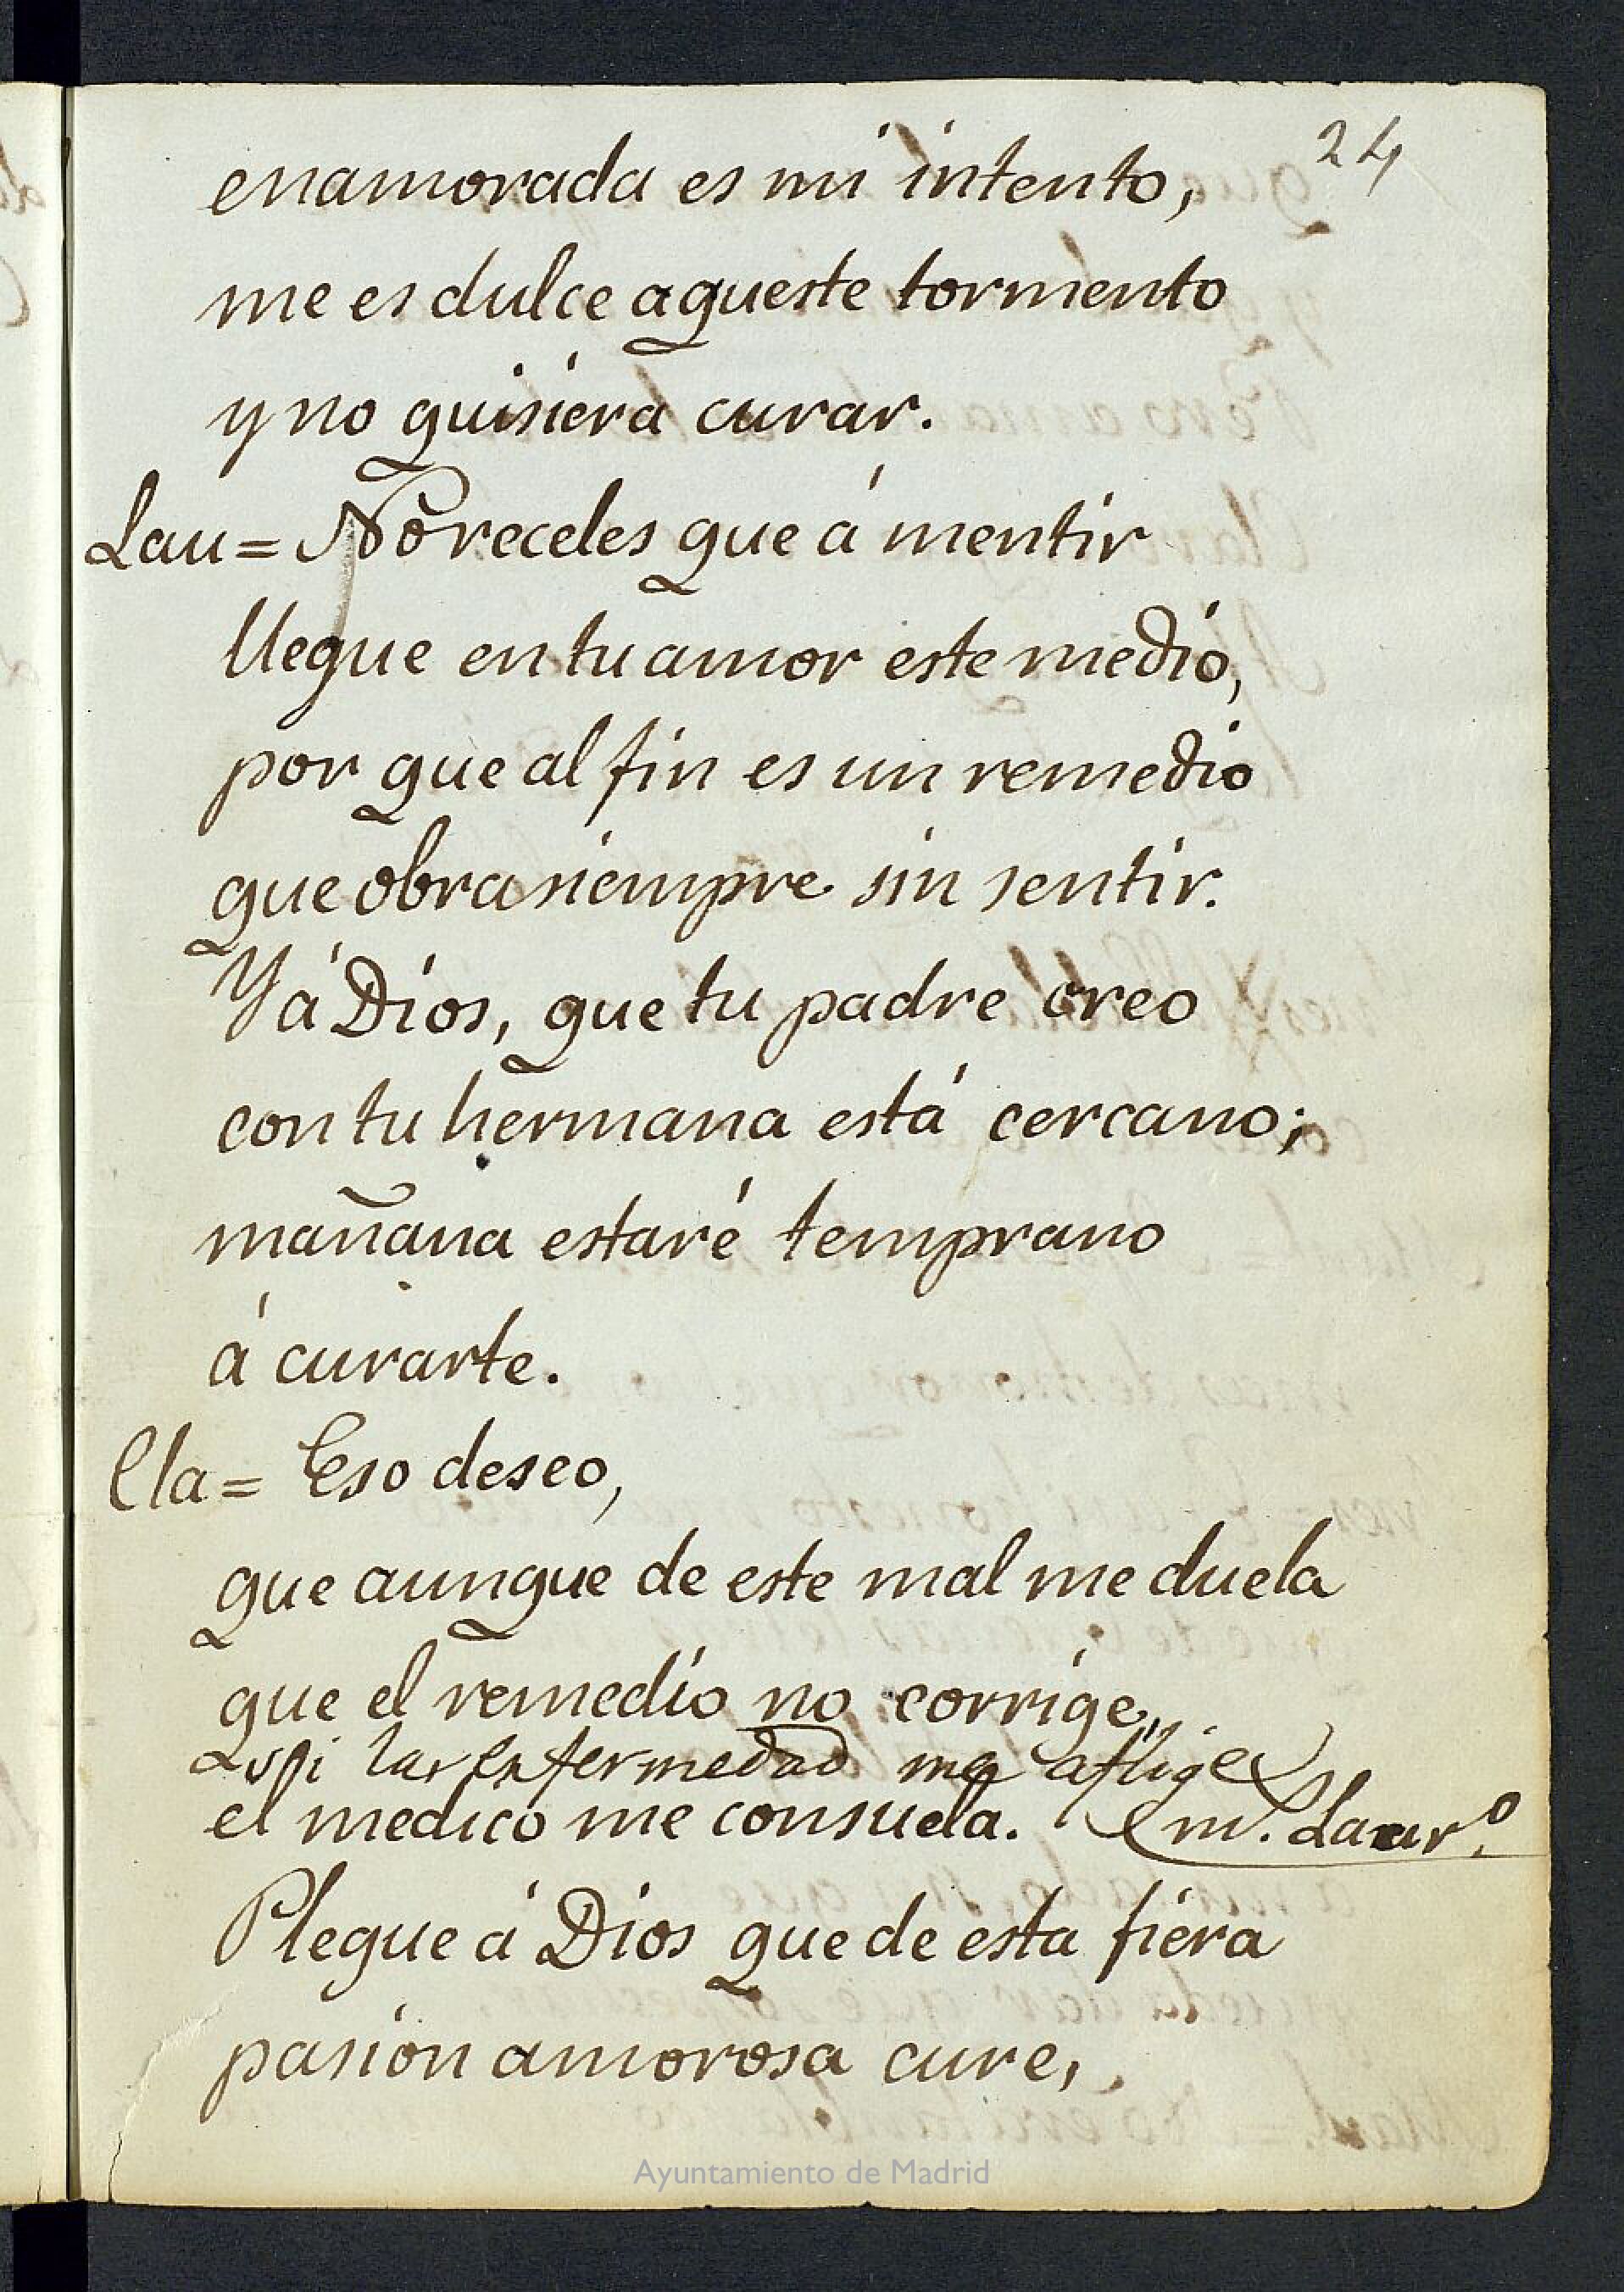 24
enamorada es mi intento,
me es dulce aqueste tormento
y no quisiera curar.
Lau = No receles que á mentir
llegue en tu amor este medio,
por que al fin es un remedio
que obra siempre sin sentir.
Y á Dios, que tu padre creo
con tu hermana está cercano;
mañana estaré temprano
á curarte.
Cla = Eso deseo,
que aunque de este mal me duela
que el remedio no corrige,
si la enfermedad me aflige
el medico me consuela. m. Laur.º
Plegue á Dios que de esta fiera
pasion amorosa cure,
Ayuntamiento de Madrid